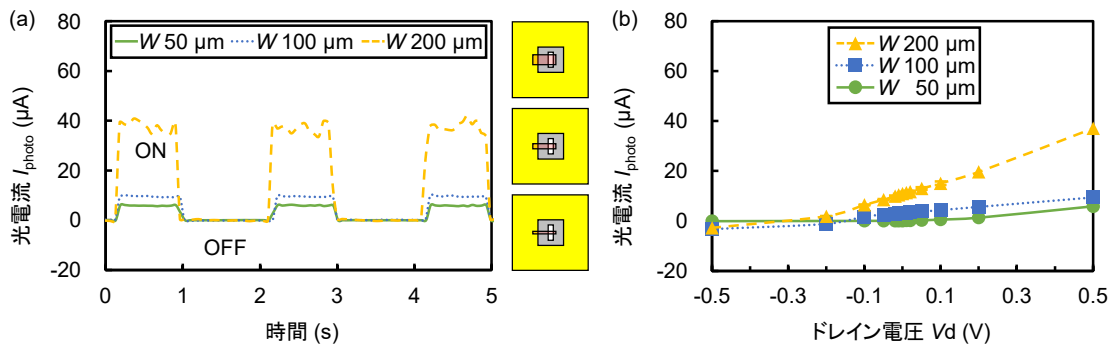 (a)
80
60
40
20
0
-20
光電流 Iphoto (μA)
W 50 μm W 100 μm W 200 μm
ON
OFF
0 1 2 3 4 5
時間 (s)
(b)
80
60
40
20
0
-20
光電流 Iphoto (μA)
W 200 μm
W 100 μm
W 50 μm
-0.5 -0.3 -0.1 0.1 0.3 0.5
ドレイン電圧 Vd (V)